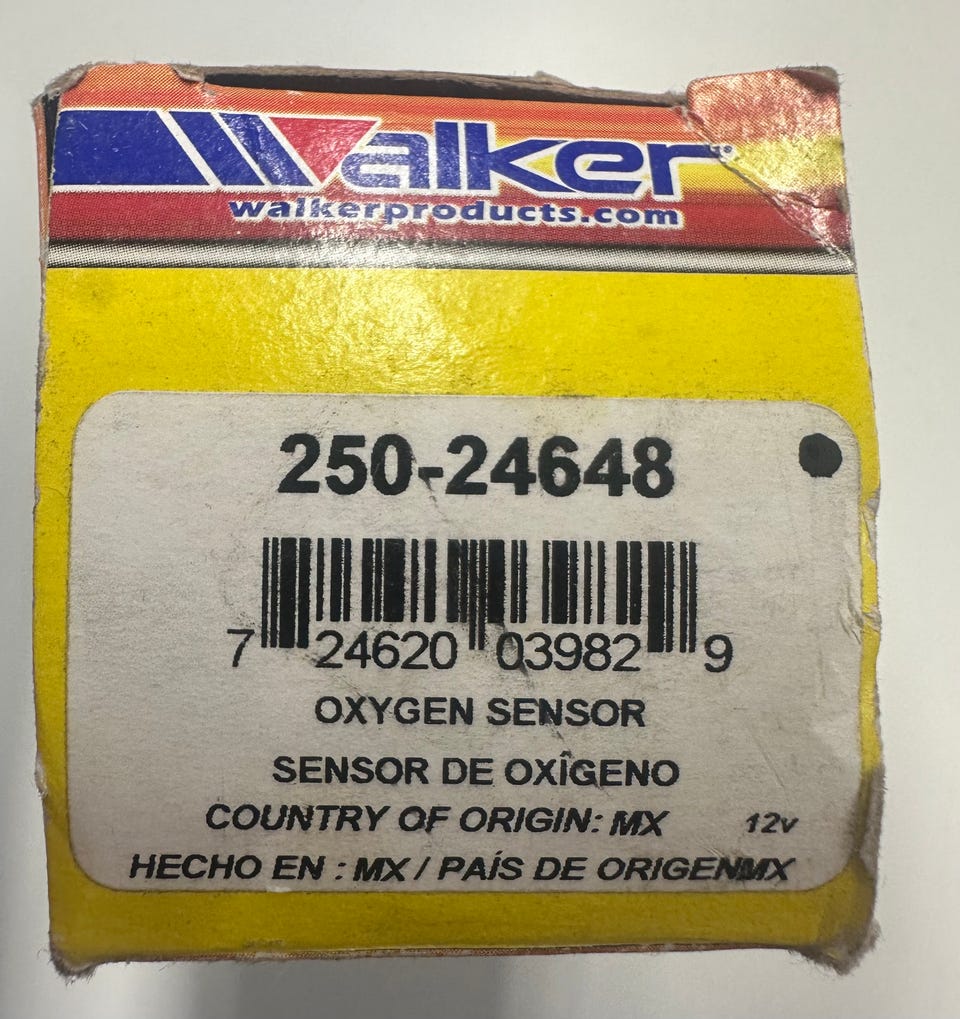 Walker
walkerproducts.com
250-24648
7 24620 03982 9
OXYGEN SENSOR
SENSOR DE OXÎGENO
COUNTRY OF ORIGIN: MX 12v
HECHO EN : MX / PAÍS DE ORIGENMX